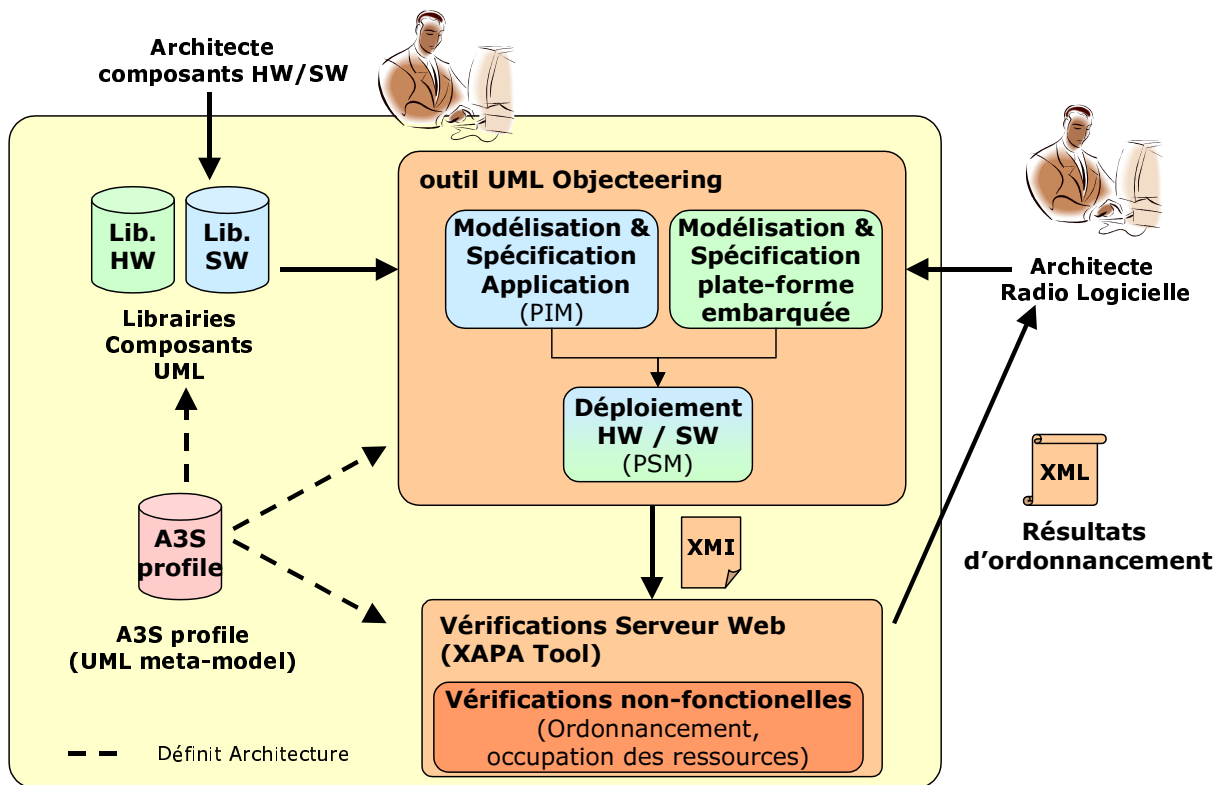 Architecte
composants HW/SW
outil UML Objecteering
Lib.
HW
Lib.
SW
Librairies
Composants
UML
Modélisation &
Spécification
Application
(PIM)
Modélisation &
Spécification
plate-forme
embarquée
Déploiement
HW / SW
(PSM)
Architecte
Radio Logicielle
XML
Résultats
d’ordonnancement
XMI
A3S
profile
A3S profile
(UML meta-model)
Vérifications Serveur Web
(XAPA Tool)
Vérifications non-fonctionelles
(Ordonnancement,
occupation des ressources)
Définit Architecture